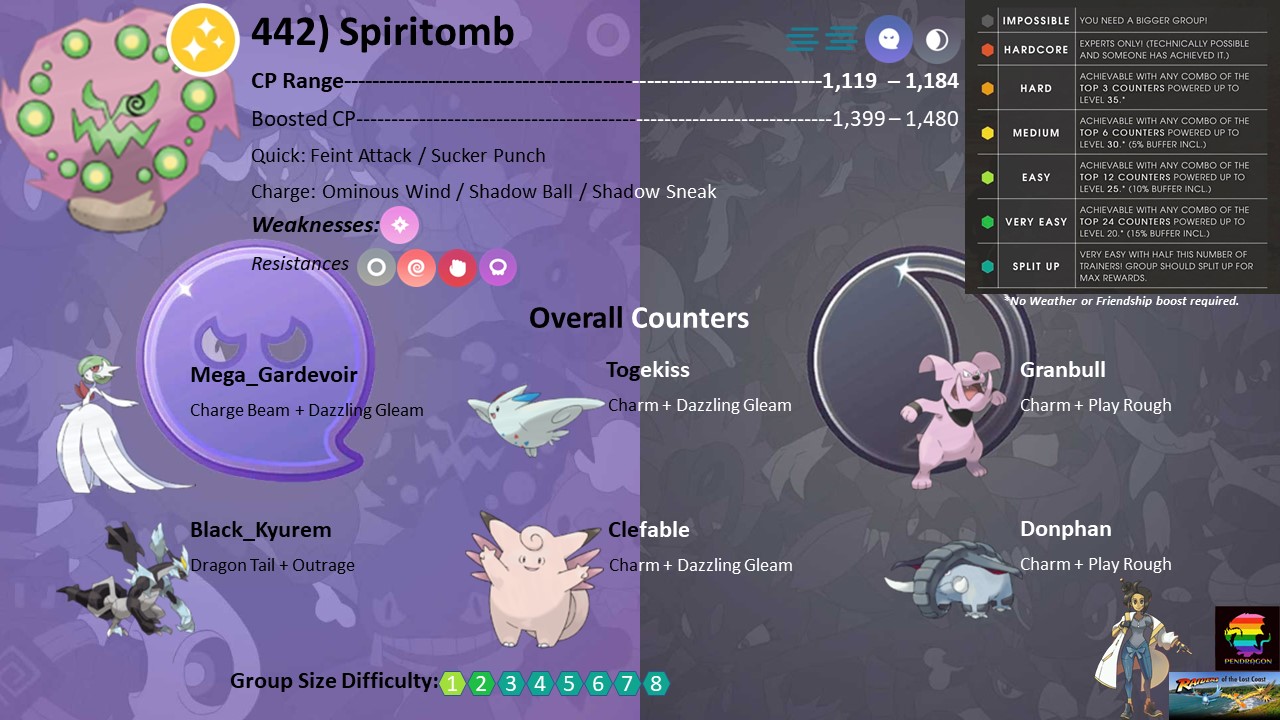 442) Spiritomb
CP Range------------------------------------------------------------------1,119 – 1,184
Boosted CP------------------------------------------------------------------1,399 – 1,480
Quick: Feint Attack / Sucker Punch
Charge: Ominous Wind / Shadow Ball / Shadow Sneak
Weaknesses:
Resistances
IMPOSSIBLE YOU NEED A BIGGER GROUP!
HARDCORE EXPERTS ONLY! (TECHNICALLY POSSIBLE
AND SOMEONE HAS ACHIEVED IT.)
HARD ACHIEVABLE WITH ANY COMBO OF THE
TOP 3 COUNTERS POWERED UP TO
LEVEL 35.*
MEDIUM ACHIEVABLE WITH ANY COMBO OF THE
TOP 6 COUNTERS POWERED UP TO
LEVEL 30.* (5% BUFFER INCL.)
EASY ACHIEVABLE WITH ANY COMBO OF THE
TOP 12 COUNTERS POWERED UP TO
LEVEL 25.* (10% BUFFER INCL.)
VERY EASY ACHIEVABLE WITH ANY COMBO OF THE
TOP 24 COUNTERS POWERED UP TO
LEVEL 20.* (15% BUFFER INCL.)
SPLIT UP VERY EASY WITH HALF THIS NUMBER OF
TRAINERS! GROUP SHOULD SPLIT UP FOR
MAX REWARDS.
*No Weather or Friendship boost required.
Overall Counters
Mega_Gardevoir
Charge Beam + Dazzling Gleam
Togekiss
Charm + Dazzling Gleam
Granbull
Charm + Play Rough
Black_Kyurem
Dragon Tail + Outrage
Clefable
Charm + Dazzling Gleam
Donphan
Charm + Play Rough
Group Size Difficulty: 1 2 3 4 5 6 7 8
PENDRAGON
RAIDERS of the Lost Coast